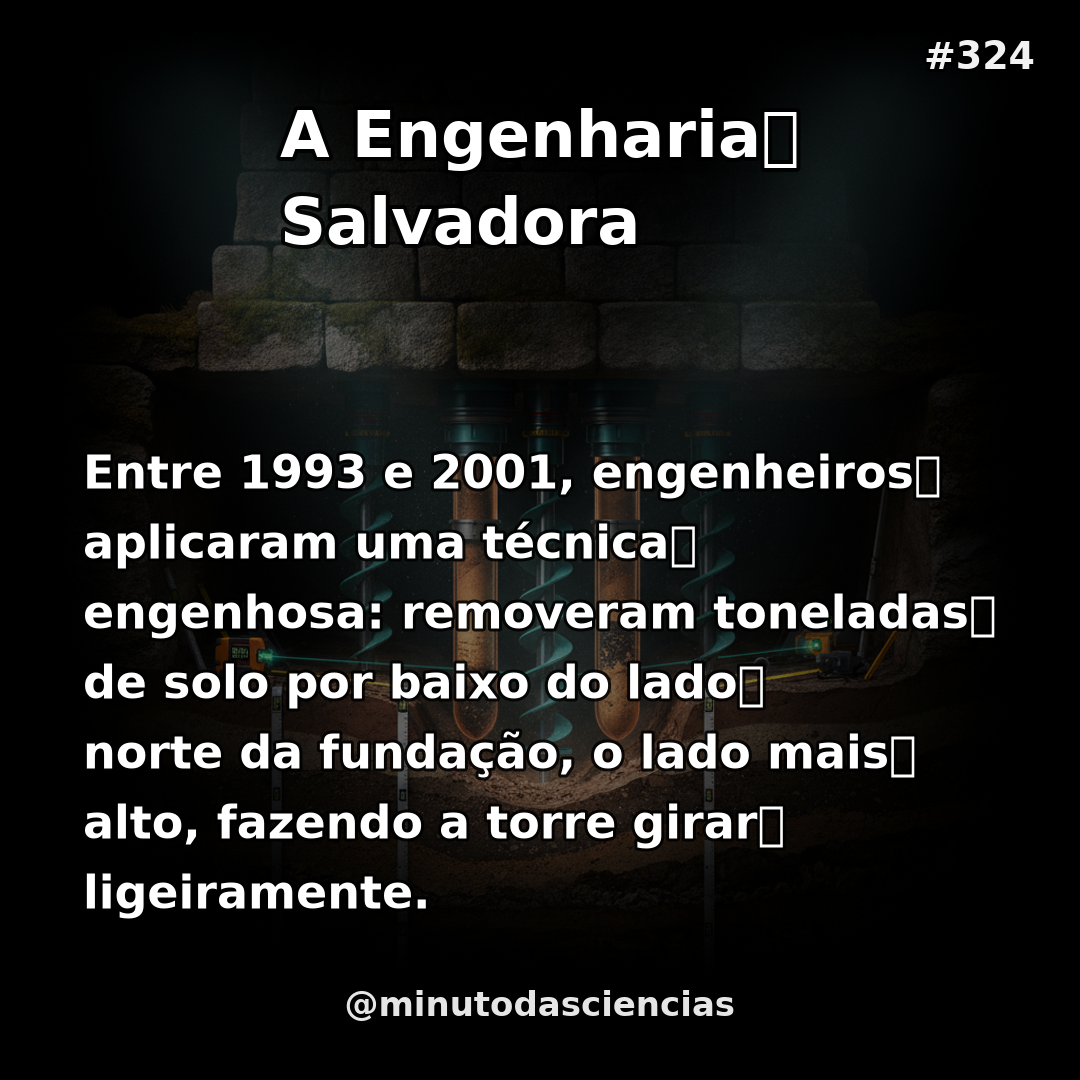 #324
A Engenharia▯
Salvadora
Entre 1993 e 2001, engenheiros▯
aplicaram uma técnica▯
engenhosa: removeram toneladas▯
de solo por baixo do lado▯
norte da fundação, o lado mais▯
alto, fazendo a torre girar▯
ligeiramente.
@minutodasciencias